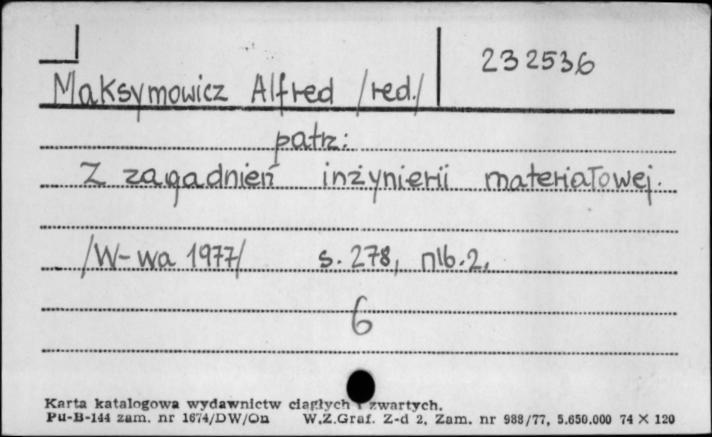 232536
Maksymowicz Alfred /red./
patrz:
Z zagadnień inżynierii materiałowej.
/W-wa 1977/ s. 278, nlb. 2.
6
Karta katalogowa wydawnictw ciągłych i zwartych.
Pu-B-144 zam. nr 1674/DW/On W.Z.Graf. Z-d 2, Zam. nr 988/77, 5.650.000 74 × 120